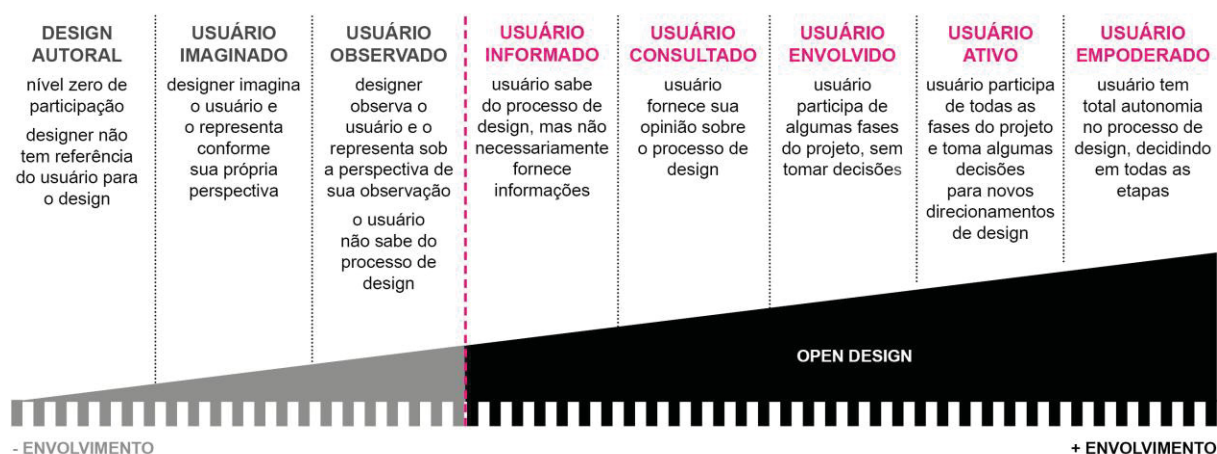 DESIGN
AUTORAL
nível zero de
participação
designer não
tem referência
do usuário para
o design
USUÁRIO
IMAGINADO
designer imagina
o usuário e
o representa
conforme
sua própria
perspectiva
USUÁRIO
OBSERVADO
designer
observa o
usuário e o
representa sob
a perspectiva de
sua observação
o usuário
não sabe do
processo de
design
USUÁRIO
INFORMADO
usuário sabe
do processo de
design, mas não
necessariamente
fornece
informações
USUÁRIO
CONSULTADO
usuário
fornece sua
opinião sobre
o processo de
design
USUÁRIO
ENVOLVIDO
usuário
participa de
algumas fases
do projeto, sem
tomar decisões
USUÁRIO
ATIVO
usuário participa
de todas as
fases do projeto
e toma algumas
decisões
para novos
direcionamentos
de design
USUÁRIO
EMPODERADO
usuário tem
total autonomia
no processo de
design, decidindo
em todas as
etapas
OPEN DESIGN
- ENVOLVIMENTO
+ ENVOLVIMENTO